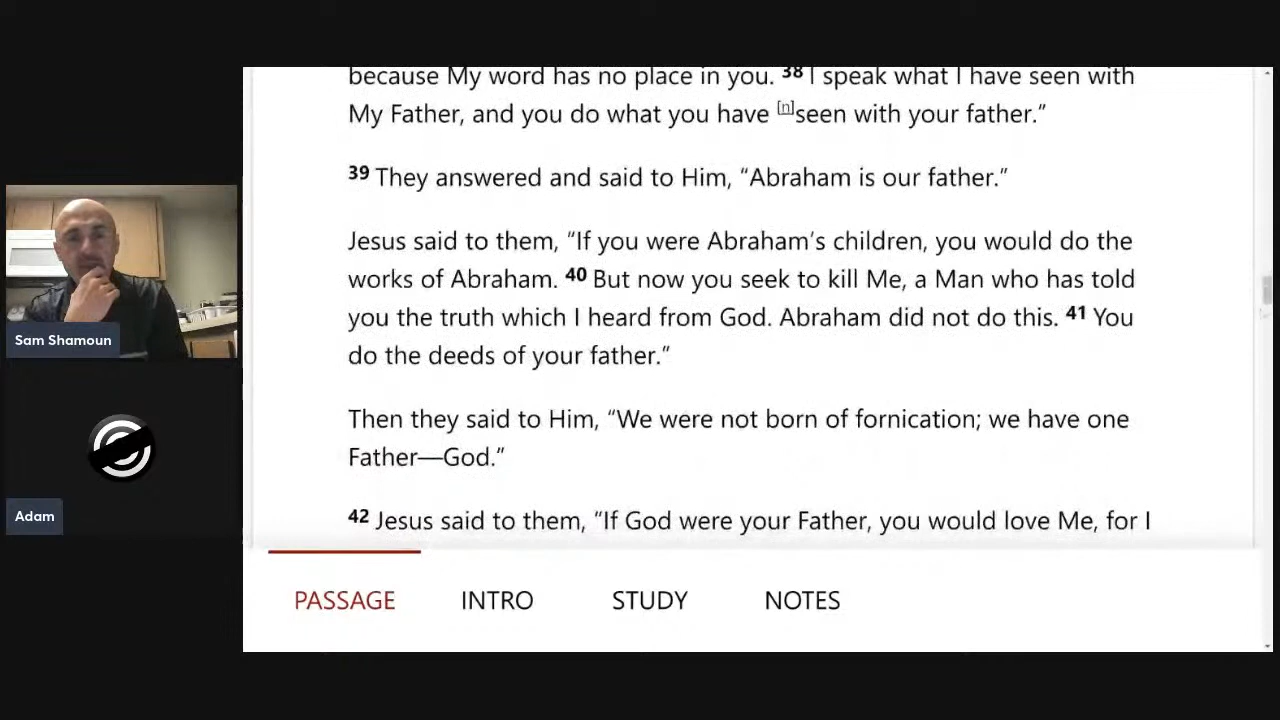 because My word has no place in you. 38 I speak what I have seen with
My Father, and you do what you have [n]seen with your father.”
39 They answered and said to Him, “Abraham is our father.”
Jesus said to them, “If you were Abraham’s children, you would do the
works of Abraham. 40 But now you seek to kill Me, a Man who has told
you the truth which I heard from God. Abraham did not do this. 41 You
do the deeds of your father.”
Then they said to Him, “We were not born of fornication; we have one
Father—God.”
42 Jesus said to them, “If God were your Father, you would love Me, for I
PASSAGE INTRO STUDY NOTES
Sam Shamoun
Adam